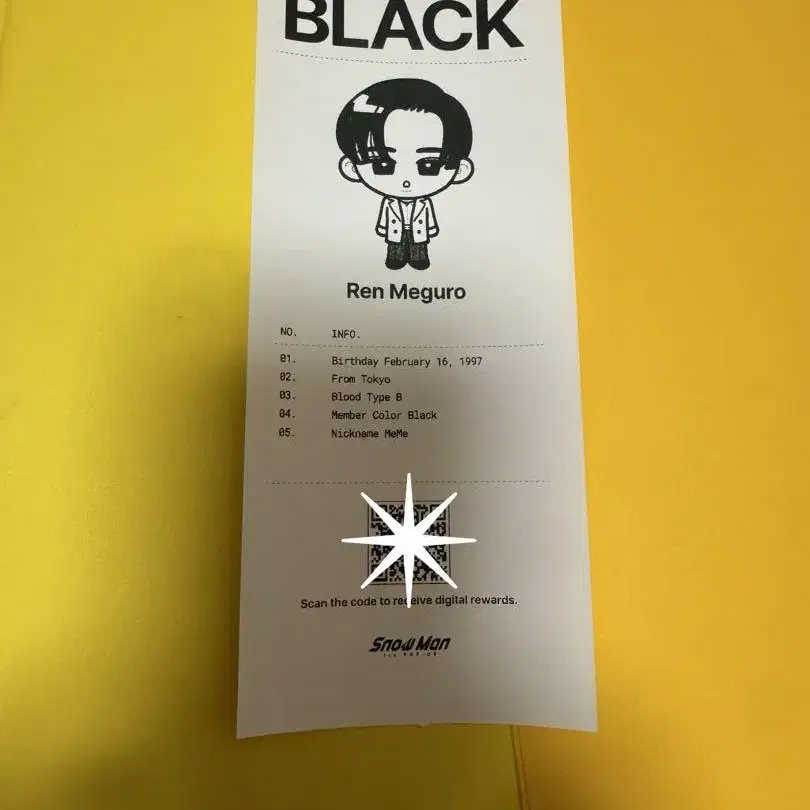 BLACK
Ren Meguro
NO. INFO.
01. Birthday February 16, 1997
02. From Tokyo
03. Blood Type B
04. Member Color Black
05. Nickname MeMe
Scan the code to receive digital rewards.
Snow Man